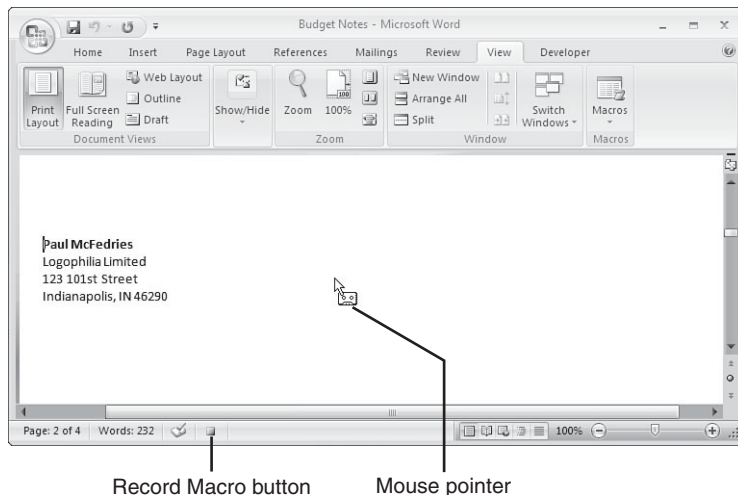 Budget Notes - Microsoft Word
Home Insert Page Layout References Mailings Review View Developer
Print Layout
Full Screen Reading
Web Layout
Outline
Draft
Document Views
Show/Hide
Zoom
100
100%
Zoom
New Window
Arrange All
Split
Switch Windows
Window
Macros
Macros
Paul McFedries
Logophilia Limited
123 101st Street
Indianapolis, IN 46290
Page: 2 of 4 Words: 232 100%
Record Macro button Mouse pointer